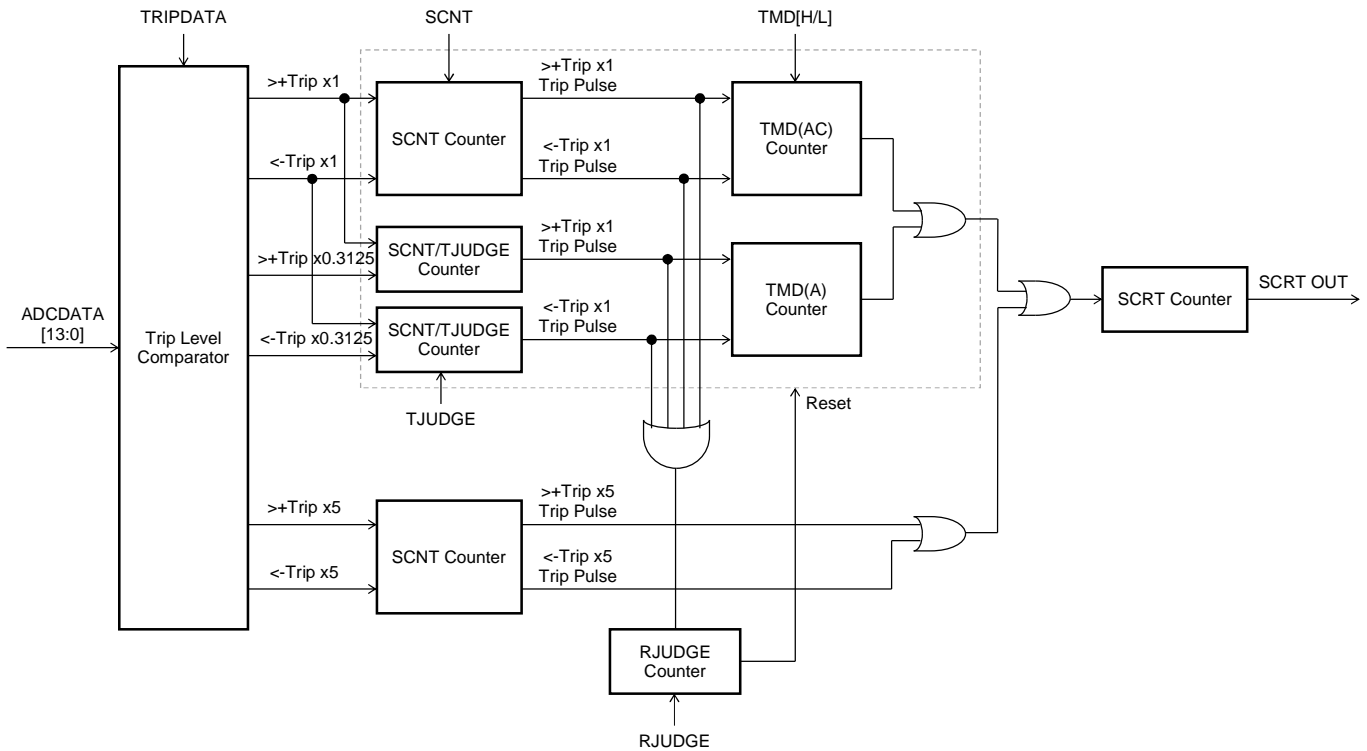 TRIPDATA
SCNT
TMD[H/L]
>+Trip x1
<-Trip x1
>+Trip x0.3125
<-Trip x0.3125
ADCDATA
[13:0]
Trip Level
Comparator
SCNT Counter
SCNT/TJUDGE
Counter
SCNT/TJUDGE
Counter
TJUDGE
>+Trip x1
Trip Pulse
<-Trip x1
Trip Pulse
>+Trip x1
Trip Pulse
<-Trip x1
Trip Pulse
TMD(AC)
Counter
TMD(A)
Counter
Reset
SCRT Counter
SCRT OUT
>+Trip x5
<-Trip x5
SCNT Counter
>+Trip x5
Trip Pulse
<-Trip x5
Trip Pulse
RJUDGE
Counter
RJUDGE